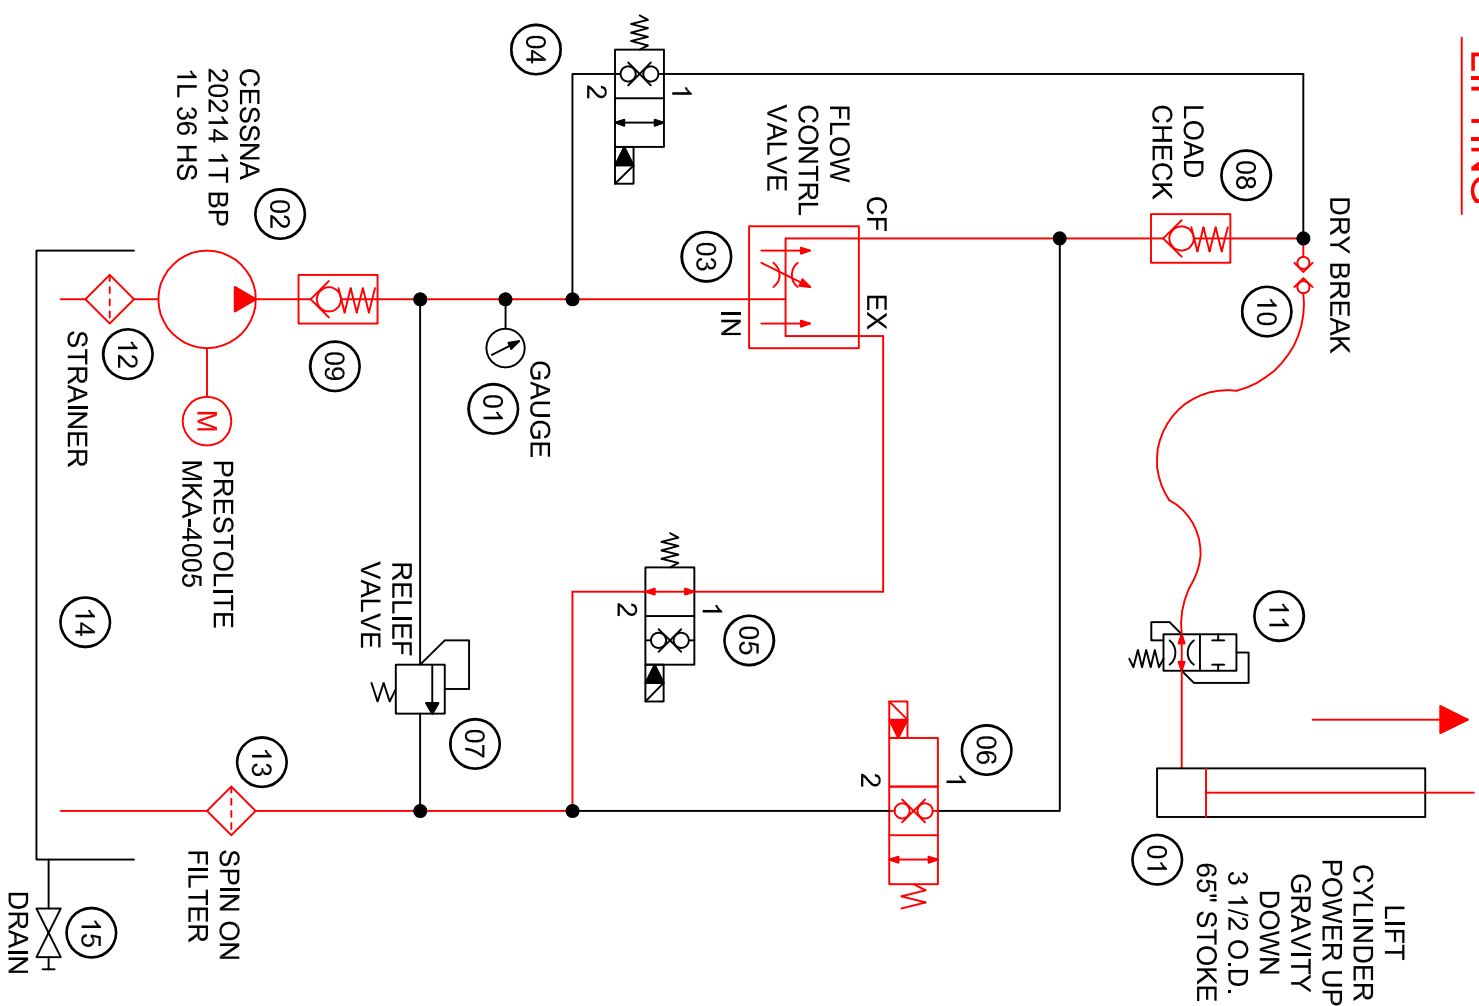 LIFTING
DRY BREAK
10
LOAD
CHECK
08
11
LIFT
CYLINDER
POWER UP
GRAVITY
DOWN
3 1/2 O.D.
65" STOKE
01
04
1
2
FLOW
CONTRL
VALVE
CF
EX
IN
03
06
1
2
05
1
2
GAUGE
01
RELIEF
VALVE
07
09
CESSNA
20214 1T BP
1L 36 HS
02
M
PRESTOLITE
MKA-4005
13
SPIN ON
FILTER
12
STRAINER
14
15
DRAIN